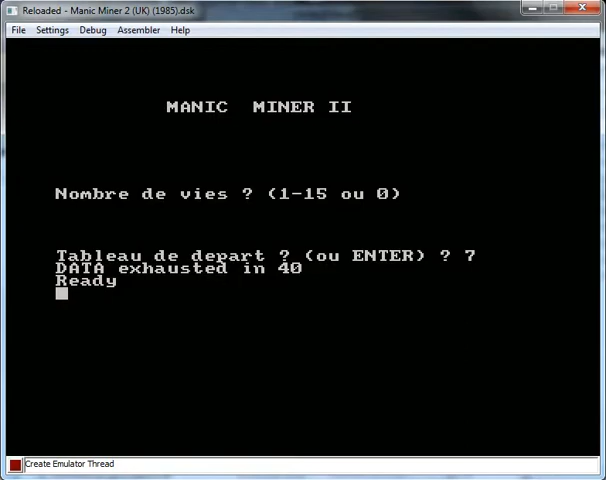 Reloaded - Manic Miner 2 (UK) (1985).dsk
File Settings Debug Assembler Help
MANIC MINER II
Nombre de vies ? (1-15 ou 0)
Tableau de depart ? (ou ENTER) ? 7
DATA exhausted in 40
Ready
Create Emulator Thread